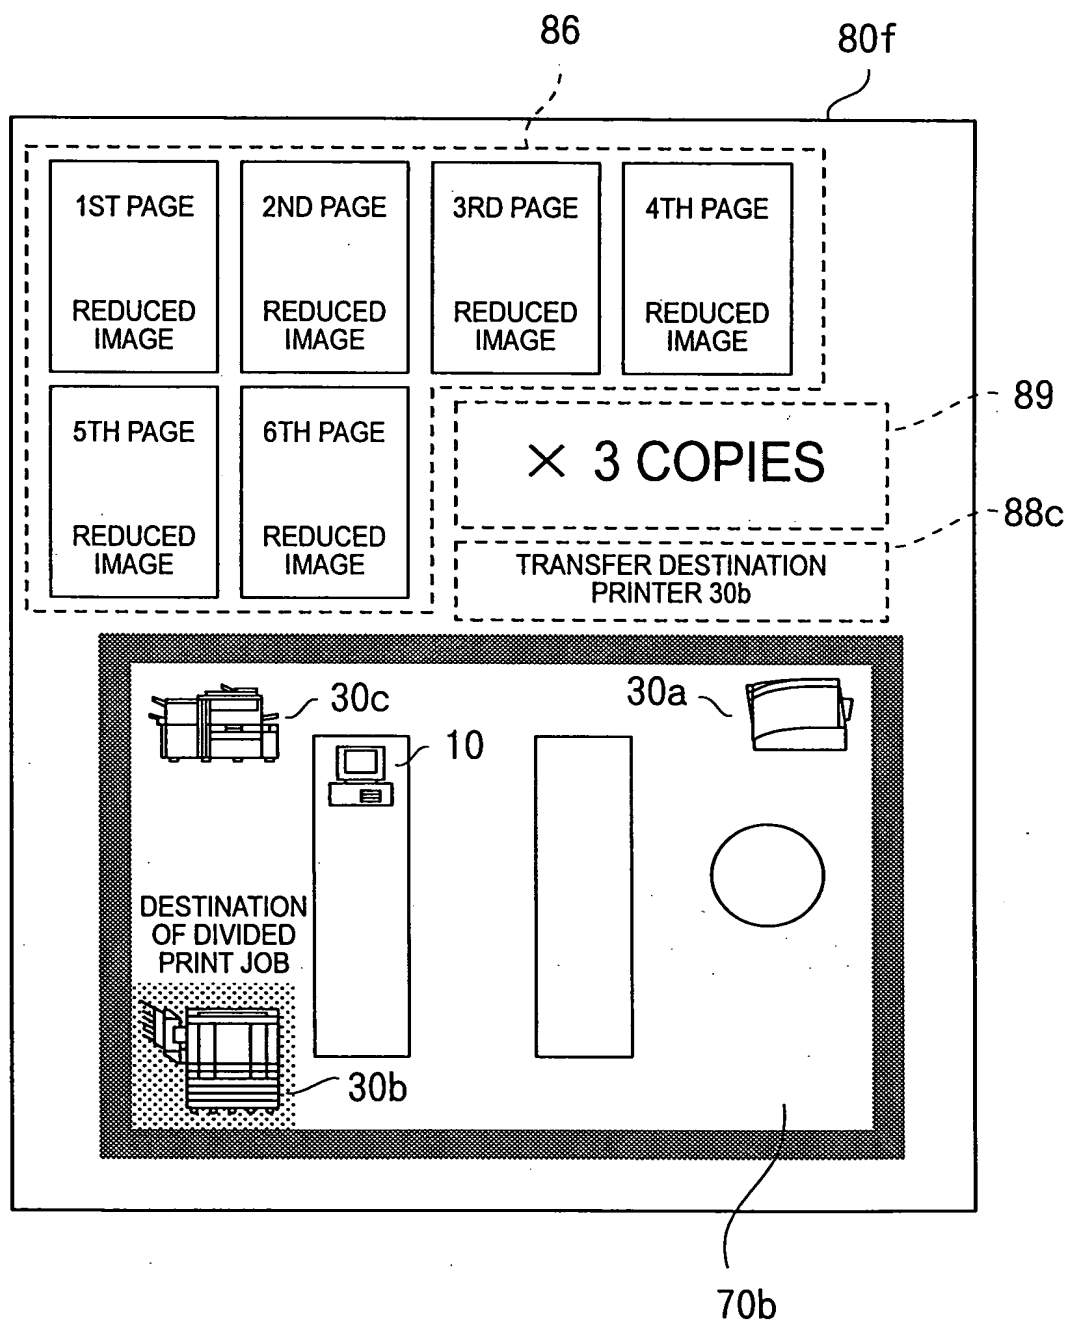 86
80f
1ST PAGE
2ND PAGE
3RD PAGE
4TH PAGE
REDUCED
IMAGE
REDUCED
IMAGE
REDUCED
IMAGE
REDUCED
IMAGE
89
5TH PAGE
6TH PAGE
× 3 COPIES
REDUCED
IMAGE
REDUCED
IMAGE
88c
TRANSFER DESTINATION
PRINTER 30b
30c
30a
10
DESTINATION
OF DIVIDED
PRINT JOB
30b
70b